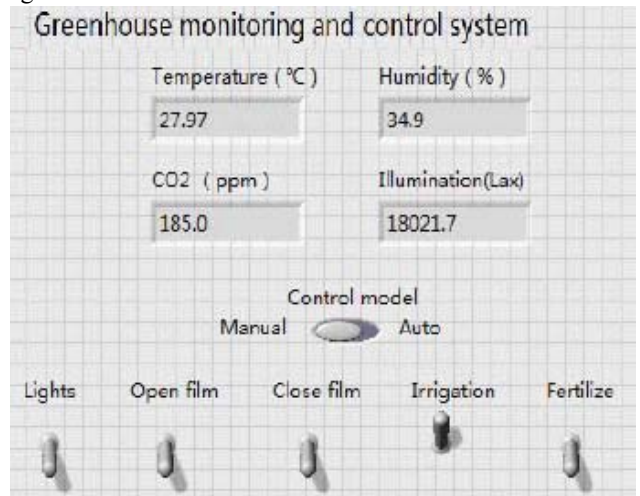 Greenhouse monitoring and control system
Temperature ( ℃ ) Humidity ( % )
27.97 34.9
CO2 ( ppm ) Illumination(Lax)
185.0 18021.7
Control model
Manual Auto
Lights Open film Close film Irrigation Fertilize